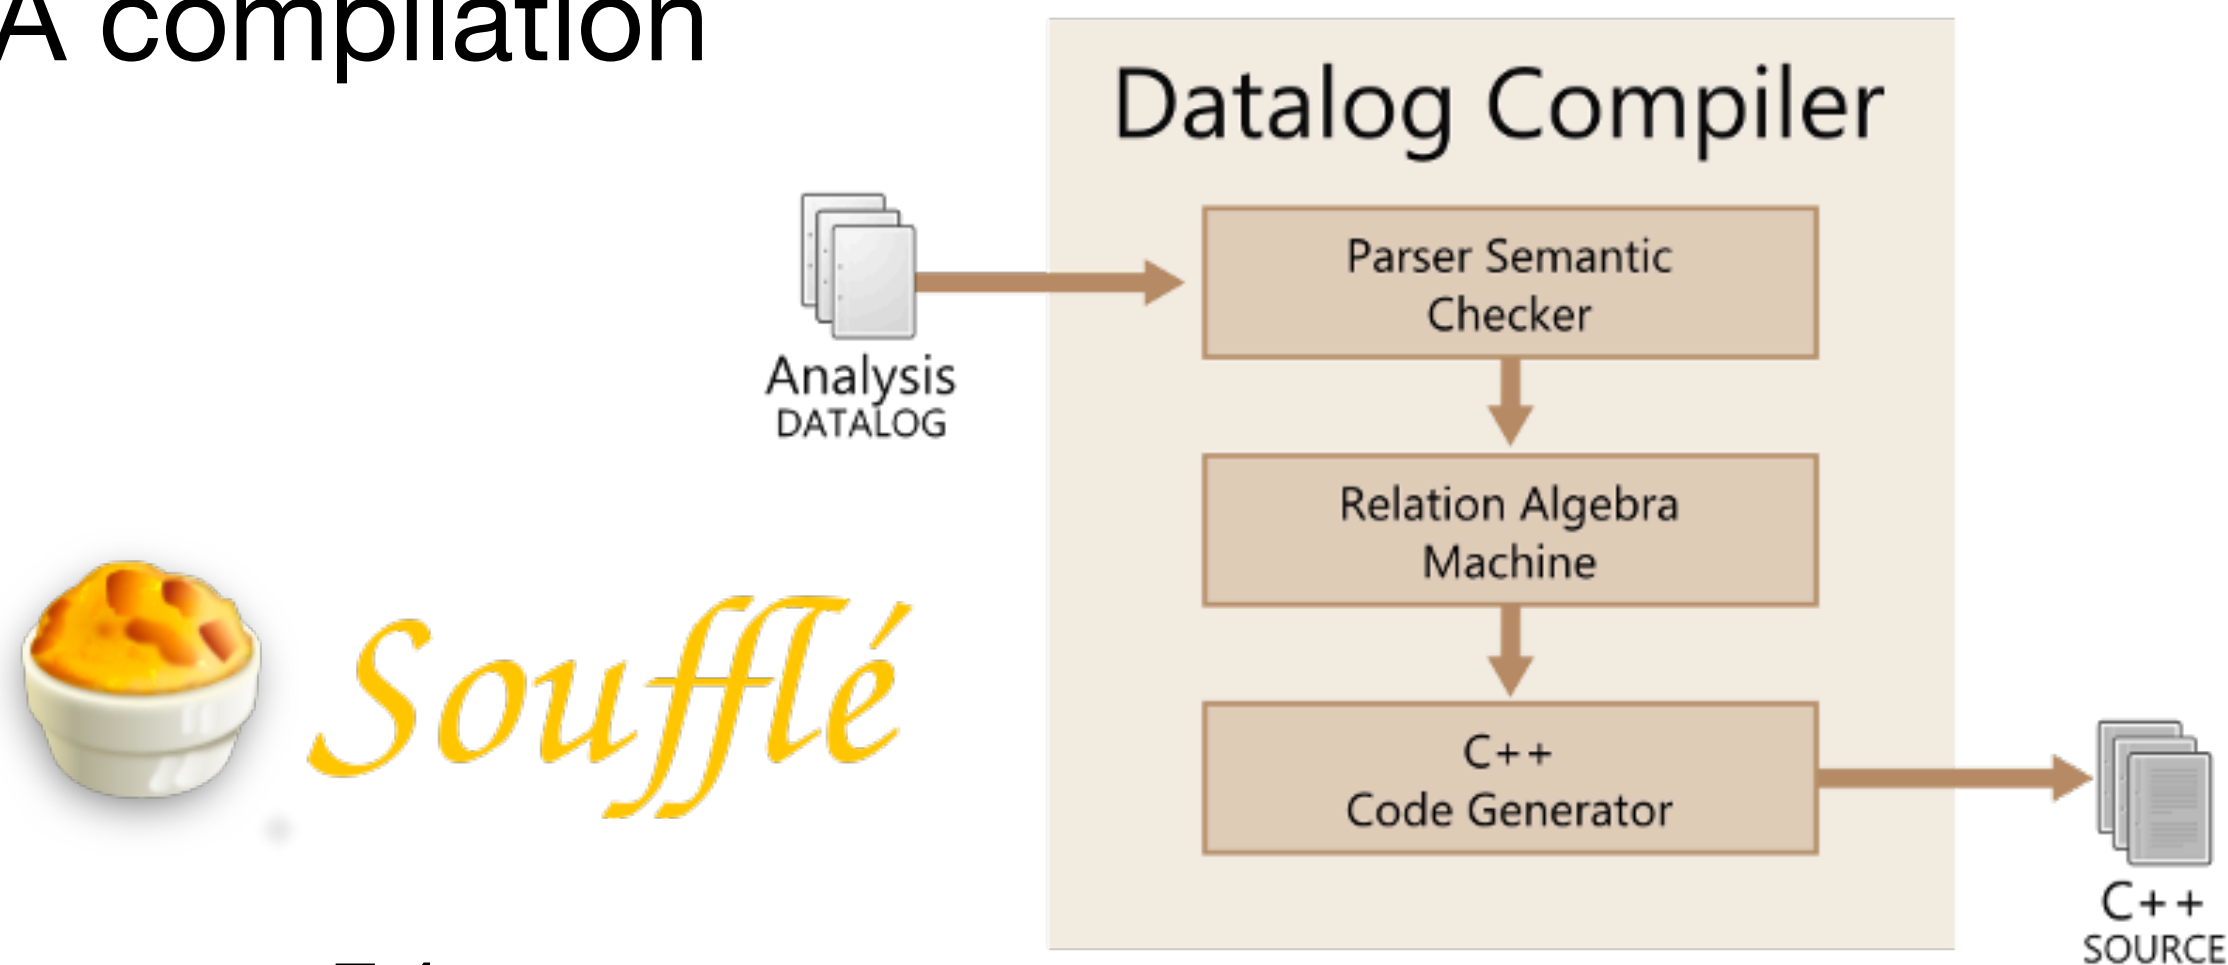 A compilation
Datalog Compiler
Parser Semantic
Checker
Analysis
DATALOG
Relation Algebra
Machine
Soufflé
C++
Code Generator
C++
SOURCE